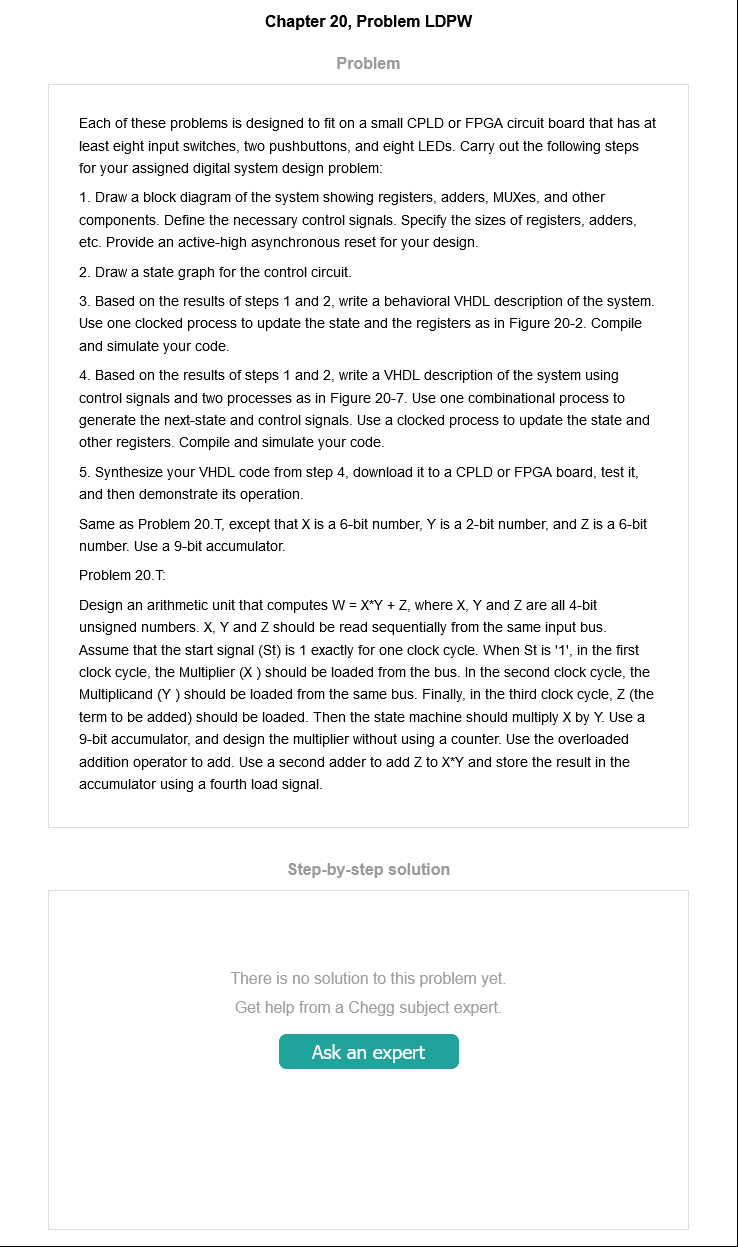 Chapter 20, Problem LDPW
Problem
Each of these problems is designed to fit on a small CPLD or FPGA circuit board that has at
least eight input switches, two pushbuttons, and eight LEDs. Carry out the following steps
for your assigned digital system design problem:
1. Draw a block diagram of the system showing registers, adders, MUXes, and other
components. Define the necessary control signals. Specify the sizes of registers, adders,
etc. Provide an active-high asynchronous reset for your design.
2. Draw a state graph for the control circuit.
3. Based on the results of steps 1 and 2, write a behavioral VHDL description of the system.
Use one clocked process to update the state and the registers as in Figure 20-2. Compile
and simulate your code.
4. Based on the results of steps 1 and 2, write a VHDL description of the system using
control signals and two processes as in Figure 20-7. Use one combinational process to
generate the next-state and control signals. Use a clocked process to update the state and
other registers. Compile and simulate your code.
5. Synthesize your VHDL code from step 4, download it to a CPLD or FPGA board, test it,
and then demonstrate its operation.
Same as Problem 20.T, except that X is a 6-bit number, Y is a 2-bit number, and Z is a 6-bit
number. Use a 9-bit accumulator.
Problem 20.T:
Design an arithmetic unit that computes W = X*Y + Z, where X, Y and Z are all 4-bit
unsigned numbers. X, Y and Z should be read sequentially from the same input bus.
Assume that the start signal (St) is 1 exactly for one clock cycle. When St is '1', in the first
clock cycle, the Multiplier (X ) should be loaded from the bus. In the second clock cycle, the
Multiplicand (Y ) should be loaded from the same bus. Finally, in the third clock cycle, Z (the
term to be added) should be loaded. Then the state machine should multiply X by Y. Use a
9-bit accumulator, and design the multiplier without using a counter. Use the overloaded
addition operator to add. Use a second adder to add Z to X*Y and store the result in the
accumulator using a fourth load signal.
Step-by-step solution
There is no solution to this problem yet.
Get help from a Chegg subject expert.
Ask an expert